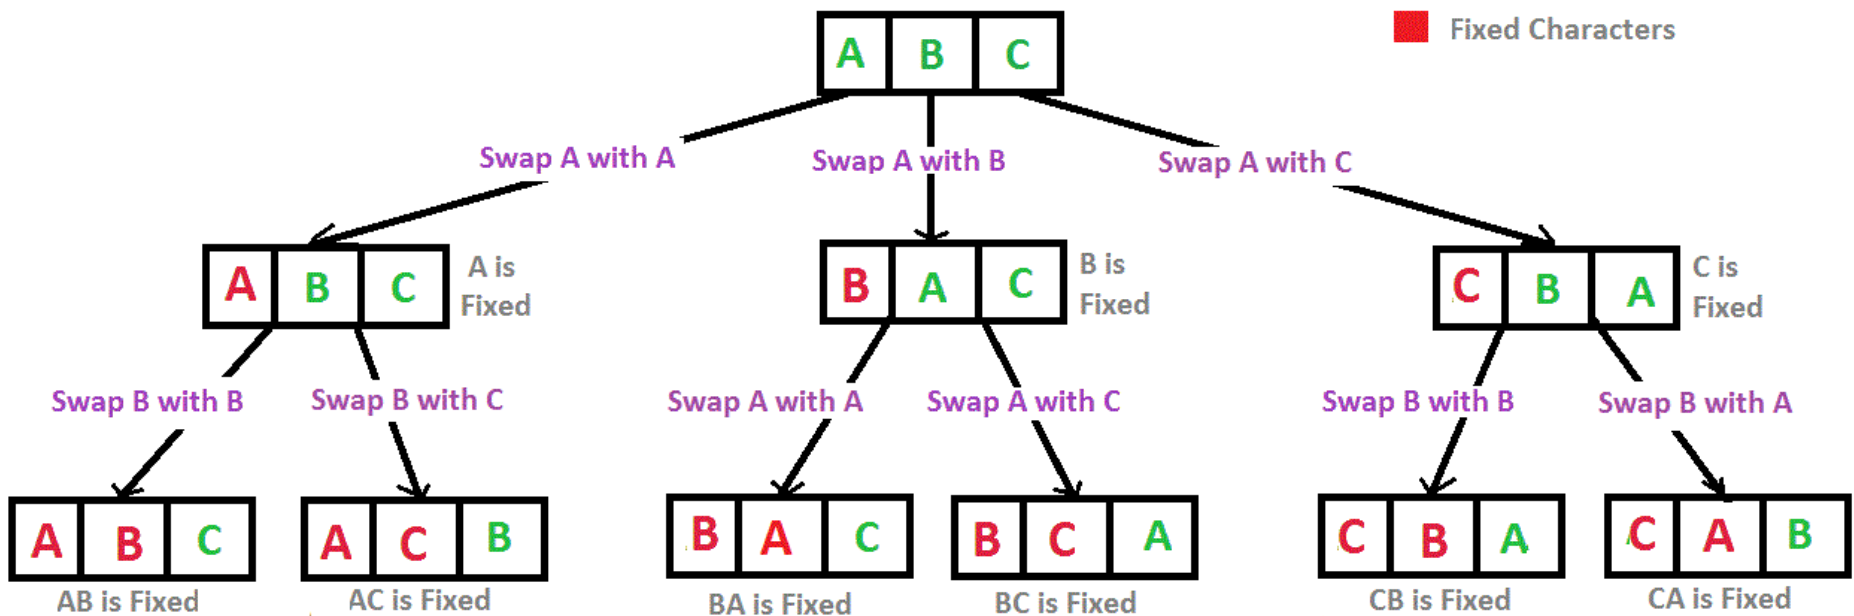 A B C
Fixed Characters
Swap A with A
Swap A with B
Swap A with C
A B C
A is
Fixed
B A C
B is
Fixed
C B A
C is
Fixed
Swap B with B
Swap B with C
Swap A with A
Swap A with C
Swap B with B
Swap B with A
A B C
A C B
B A C
B C A
C B A
C A B
AB is Fixed
AC is Fixed
BA is Fixed
BC is Fixed
CB is Fixed
CA is Fixed